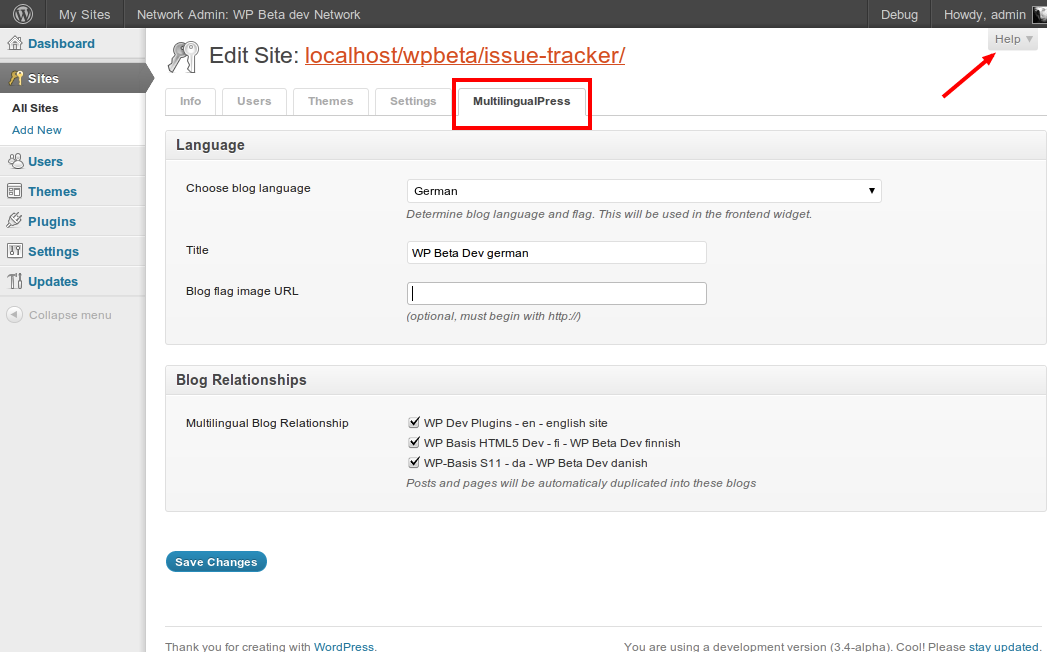 My Sites Network Admin: WP Beta dev Network Debug Howdy, admin
Help
Dashboard
Sites
All Sites
Add New
Users
Themes
Plugins
Settings
Updates
Collapse menu
Edit Site: localhost/wpbeta/issue-tracker/
Info Users Themes Settings MultilingualPress
Language
Choose blog language German
Determine blog language and flag. This will be used in the frontend widget.
Title WP Beta Dev german
Blog flag image URL
(optional, must begin with http://)
Blog Relationships
Multilingual Blog Relationship WP Dev Plugins - en - english site
WP Basis HTML5 Dev - fi - WP Beta Dev finnish
WP-Basis S11 - da - WP Beta Dev danish
Posts and pages will be automaticaly duplicated into these blogs
Save Changes
Thank you for creating with WordPress. You are using a development version (3.4-alpha). Cool! Please stay updated.